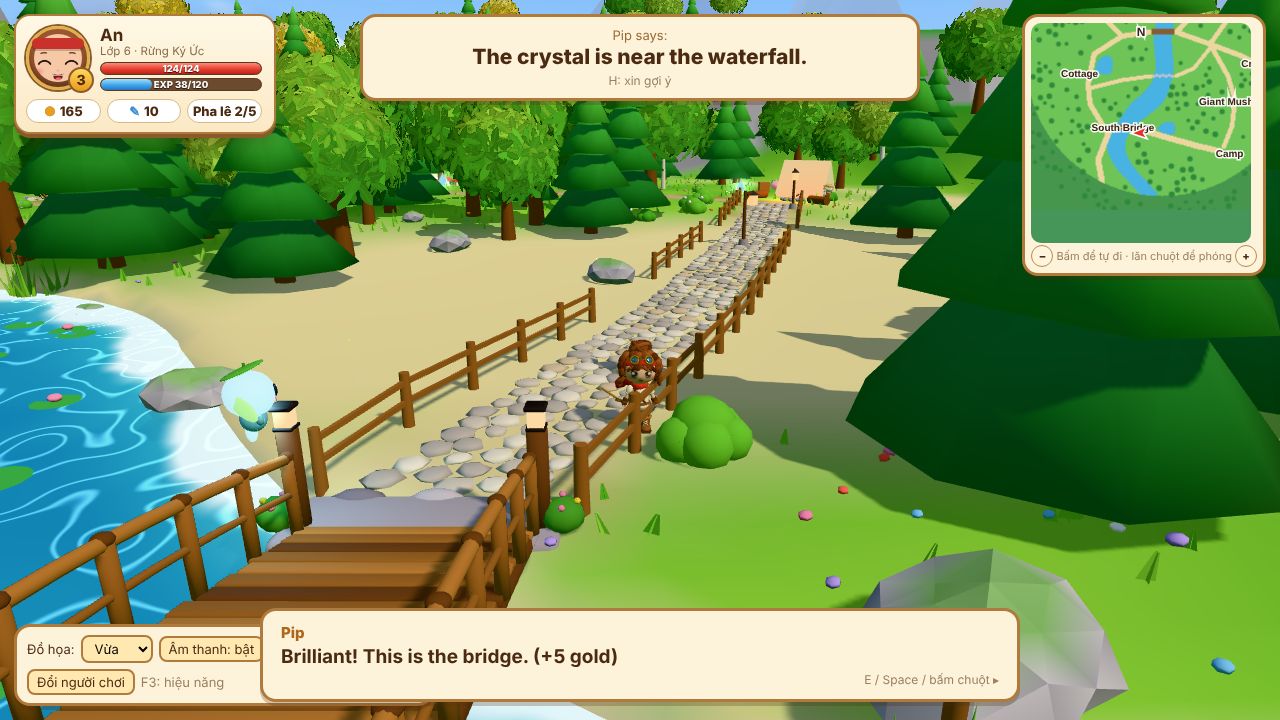 An
Lớp 6 · Rừng Ký Ức
124/124
EXP 38/120
3
165
10
Pha lê 2/5
Pip says:
The crystal is near the waterfall.
H: xin gợi ý
N
Cottage
Giant Mush
South Bridge
Camp
− Bấm để tự đi · lăn chuột để phóng +
Pip
Brilliant! This is the bridge. (+5 gold)
E / Space / bấm chuột ▸
Đồ họa: Vừa Âm thanh: bật
Đổi người chơi F3: hiệu năng